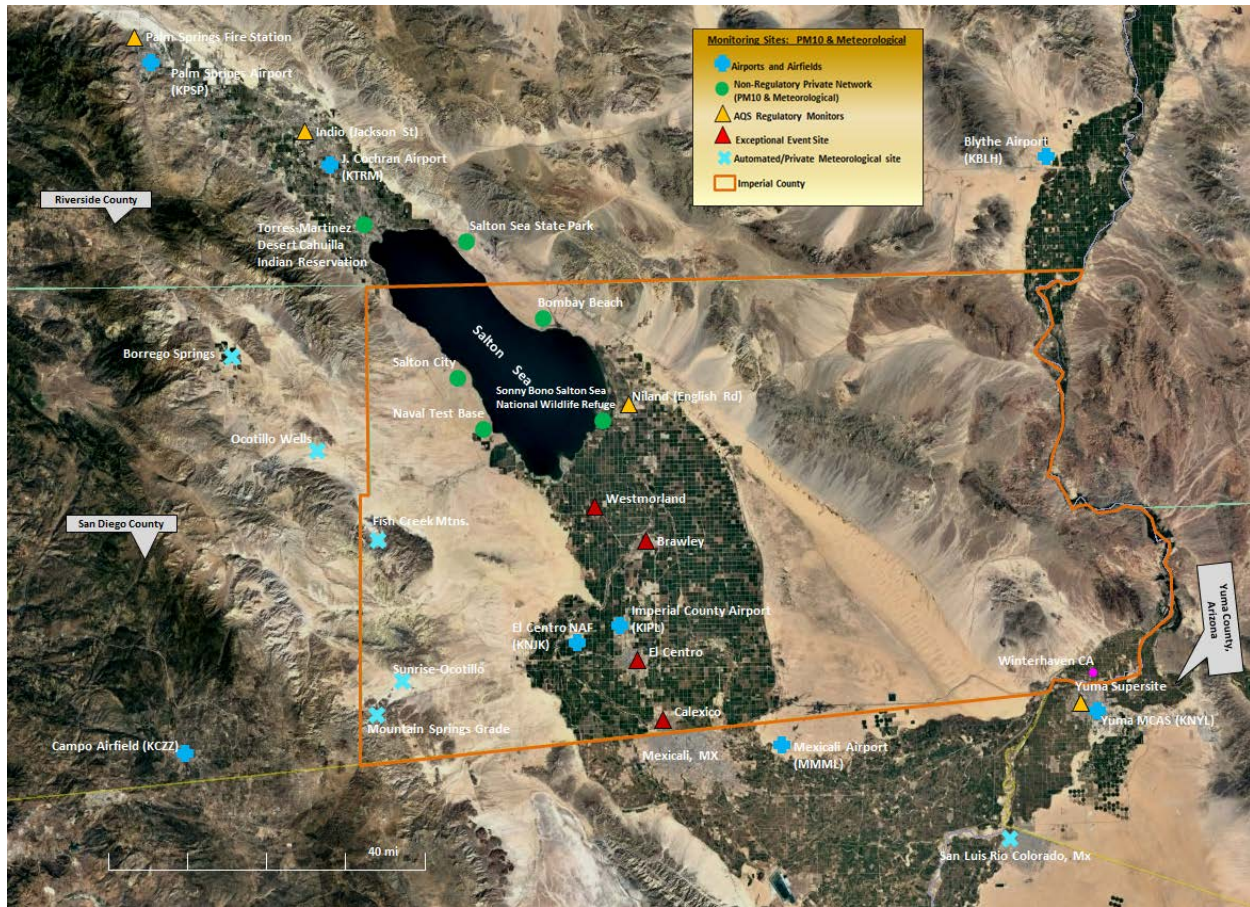 Palm Springs Fire Station
Palm Springs Airport
(KPSP)
Indio (Jackson St)
J. Cochran Airport
(KTRM)
Riverside County
Torres-Martinez
Desert Cahuilla
Indian Reservation
Salton Sea State Park
Monitoring Sites: PM10 & Meteorological
Airports and Airfields
Non-Regulatory Private Network
(PM10 & Meteorological)
AQS Regulatory Monitors
Exceptional Event Site
Automated/Private Meteorological site
Imperial County
Blythe Airport
(KBLH)
Bombay Beach
Borrego Springs
Salton Sea
Salton City
Sonny Bono Salton Sea
National Wildlife Refuge
Niland (English Rd)
Naval Test Base
Ocotillo Wells
Westmorland
San Diego County
Fish Creek Mtns.
Brawley
Imperial County Airport
(KIPL)
El Centro NAF
(KNJK)
El Centro
Yuma County,
Arizona
Sunrise-Ocotillo
Winterhaven CA
Yuma Supersite
Calexico
Mountain Springs Grade
Yuma MCAS (KNYL)
Campo Airfield (KCZZ)
Mexicali, MX
Mexicali Airport
(MMML)
40 mi
San Luis Rio Colorado, Mx